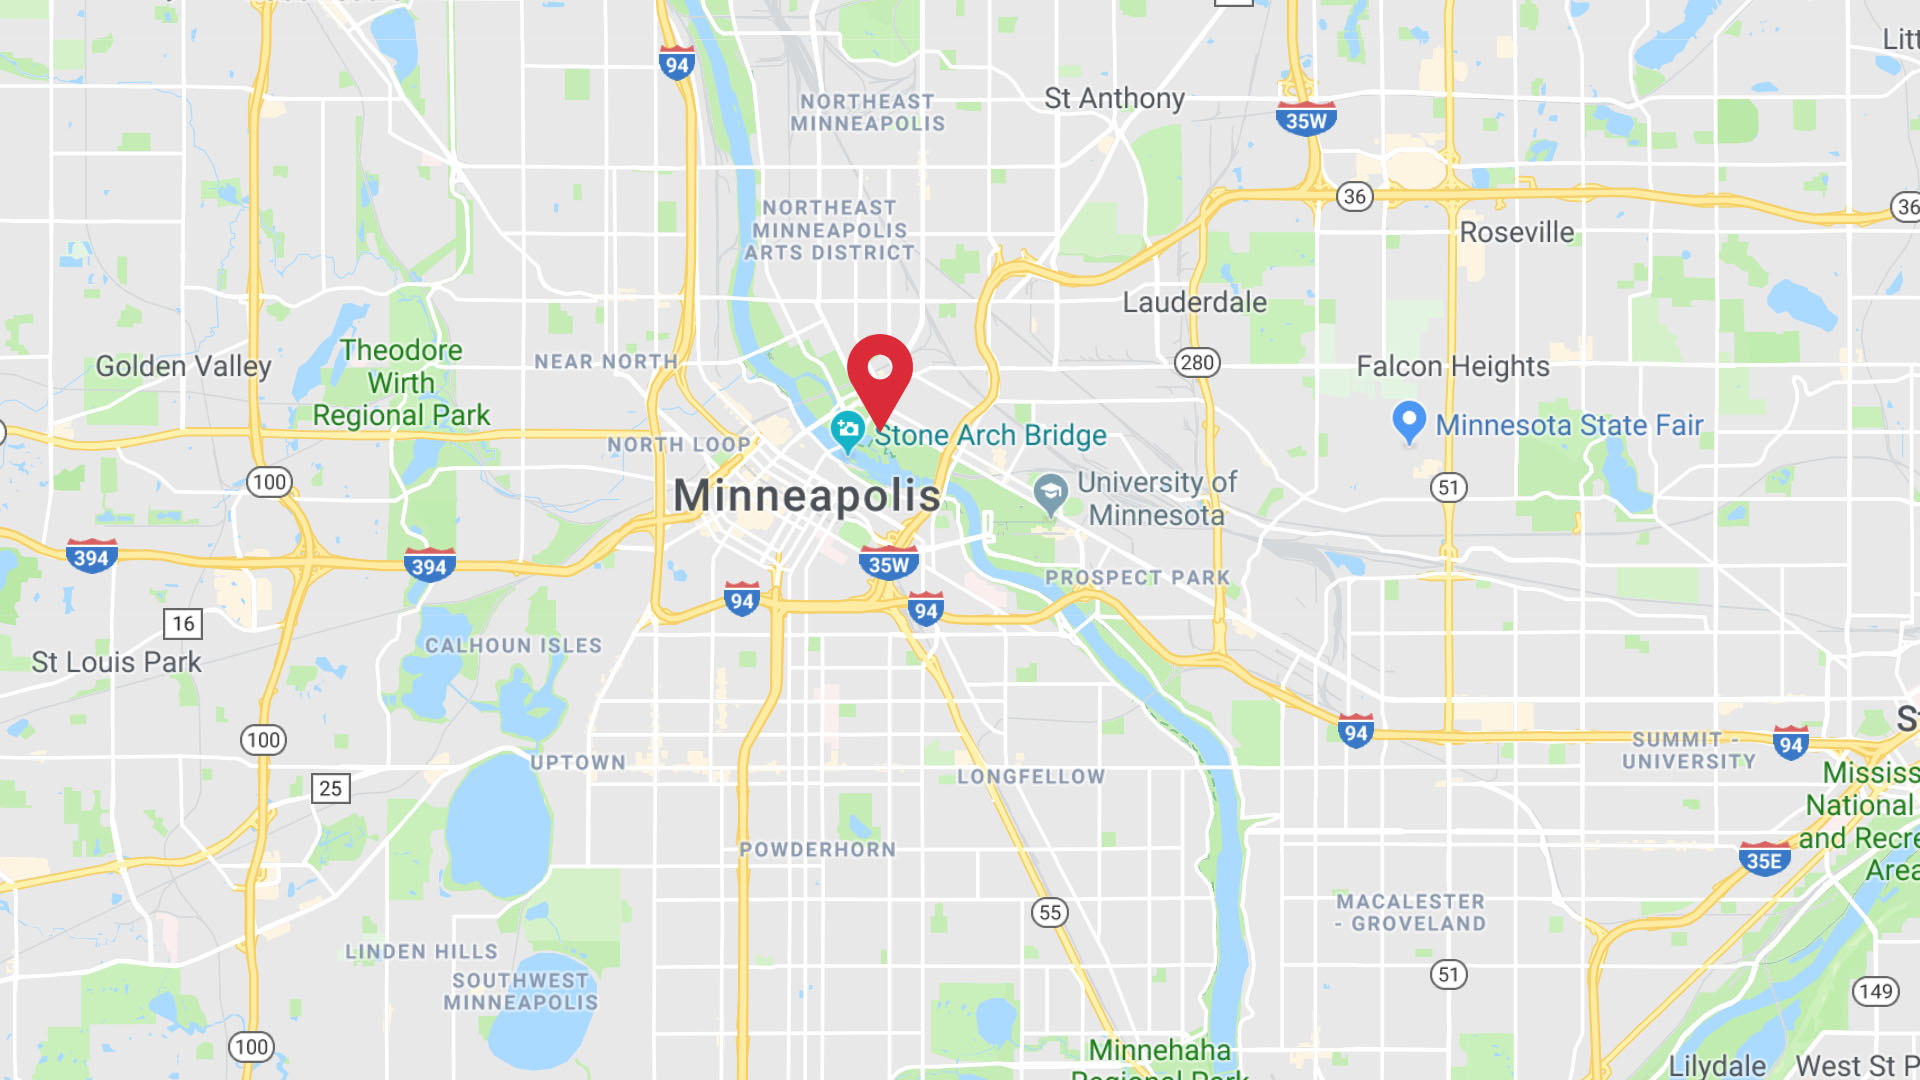 Litt
94
NORTHEAST
MINNEAPOLIS
St Anthony
35W
36
36
NORTHEAST
MINNEAPOLIS
ARTS DISTRICT
Roseville
Lauderdale
Theodore
Wirth
Regional Park
Golden Valley
NEAR NORTH
280
Falcon Heights
Minnesota State Fair
NORTH LOOP
Stone Arch Bridge
100
Minneapolis
University of
Minnesota
51
394
394
35W
PROSPECT PARK
94
94
16
CALHOUN ISLES
St Louis Park
100
94
S
SUMMIT -
UNIVERSITY
94
UPTOWN
LONGFELLOW
25
Mississ
National
and Recre
Area
POWDERHORN
35E
55
MACALESTER
- GROVELAND
LINDEN HILLS
SOUTHWEST
MINNEAPOLIS
51
149
100
Minnehaha
Regional Park
Lilydale
West St P